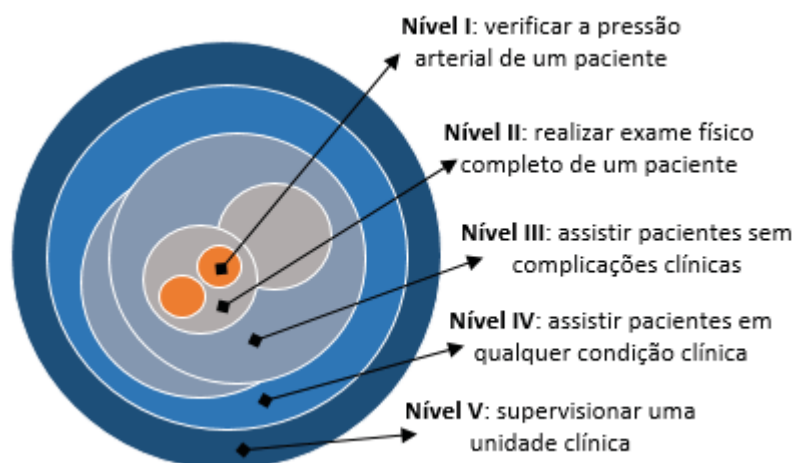 Nível I: verificar a pressão
arterial de um paciente
Nível II: realizar exame físico
completo de um paciente
Nível III: assistir pacientes sem
complicações clínicas
Nível IV: assistir pacientes em
qualquer condição clínica
Nível V: supervisionar uma
unidade clínica